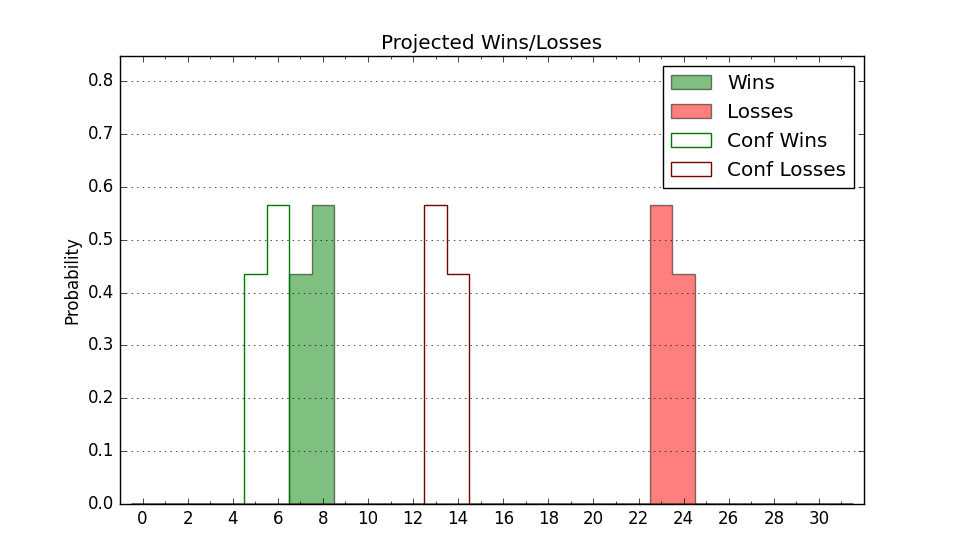 Projected Wins/Losses
Wins
Losses
Conf Wins
Conf Losses
Probability
0.8
0.7
0.6
0.5
0.4
0.3
0.2
0.1
0.0
0 2 4 6 8 10 12 14 16 18 20 22 24 26 28 30